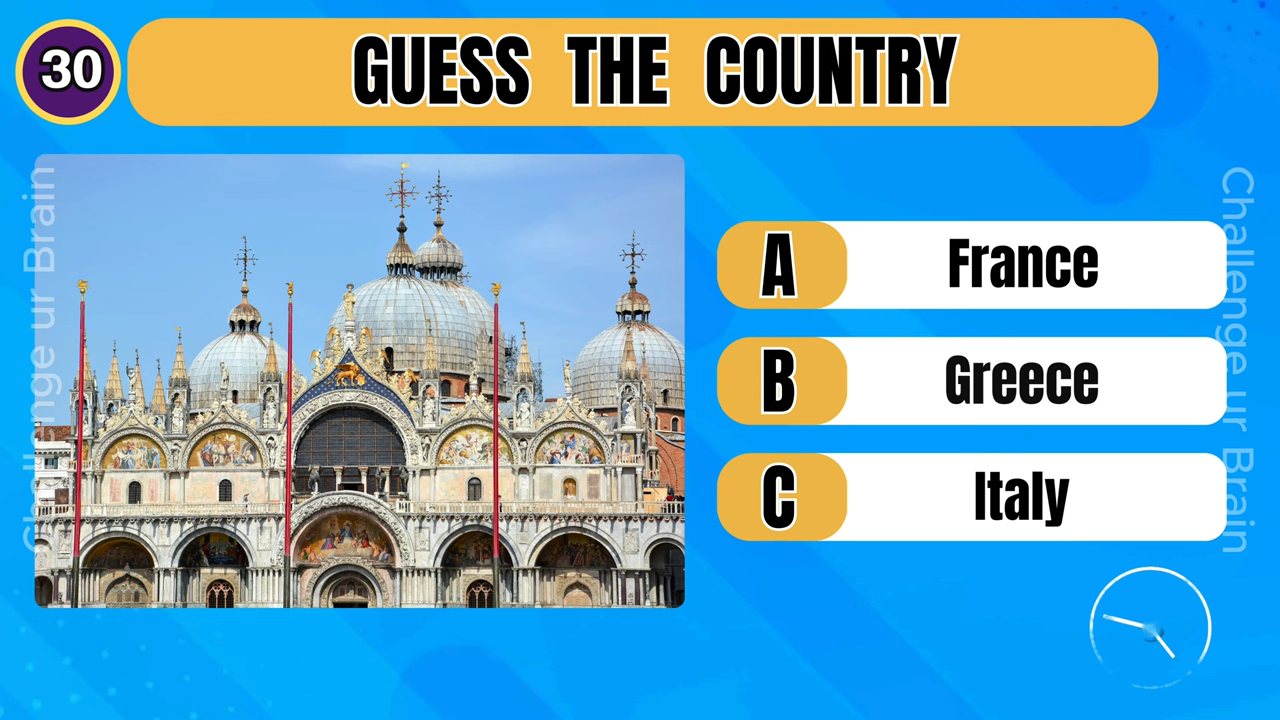 30
GUESS THE COUNTRY
Challenge ur Brain
A France
B Greece
C Italy
Challenge ur Brain